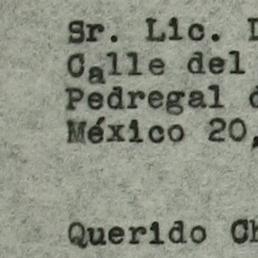 Sr. Lic.
Calle del
Pedregal
México 20,
Querido